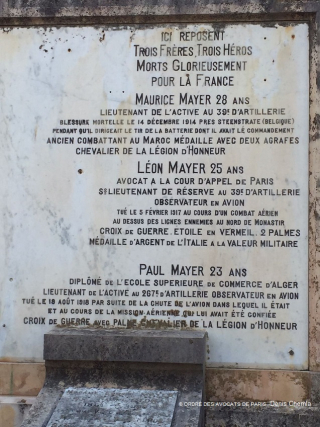 ICI REPOSENT
TROIS FRÈRES, TROIS HÉROS
MORTS GLORIEUSEMENT
POUR LA FRANCE
MAURICE MAYER 28 ANS
LIEUTENANT DE L'ACTIVE AU 39E D'ARTILLERIE
BLESSURE MORTELLE LE 14 DÉCEMBRE 1914 PRÈS STEENSTRATE (BELGIQUE)
PENDANT QU'IL DIRIGEAIT LE TIR DE LA BATTERIE DONT IL AVAIT LE COMMANDEMENT
ANCIEN COMBATTANT AU MAROC MÉDAILLÉ AVEC DEUX AGRAFES
CHEVALIER DE LA LÉGION D'HONNEUR
LÉON MAYER 25 ANS
AVOCAT A LA COUR D'APPEL DE PARIS
S/LIEUTENANT DE RÉSERVE AU 39E D'ARTILLERIE
OBSERVATEUR EN AVION
TUÉ LE 5 FÉVRIER 1917 AU COURS D'UN COMBAT AÉRIEN
AU DESSUS DES LIGNES ENNEMIES AU NORD DE MONASTIR
CROIX DE GUERRE, ETOILE EN VERMEIL, 2 PALMES
MÉDAILLE D'ARGENT DE L'ITALIE A LA VALEUR MILITAIRE
PAUL MAYER 23 ANS
DIPLÔMÉ DE L'ECOLE SUPERIEURE DE COMMERCE D'ALGER
LIEUTENANT DE L'ACTIVE AU 267E D'ARTILLERIE OBSERVATEUR EN AVION
TUÉ LE 18 AOÛT 1918 PAR SUITE DE LA CHUTE DE L'AVION DANS LEQUEL IL ÉTAIT
ET AU COURS DE LA MISSION AÉRIENNE QUI LUI AVAIT ÉTÉ CONFIÉE
CROIX DE GUERRE AVEC PALME CHEVALIER DE LA LÉGION D'HONNEUR
© ORDRE DES AVOCATS DE PARIS, Denis Chemla